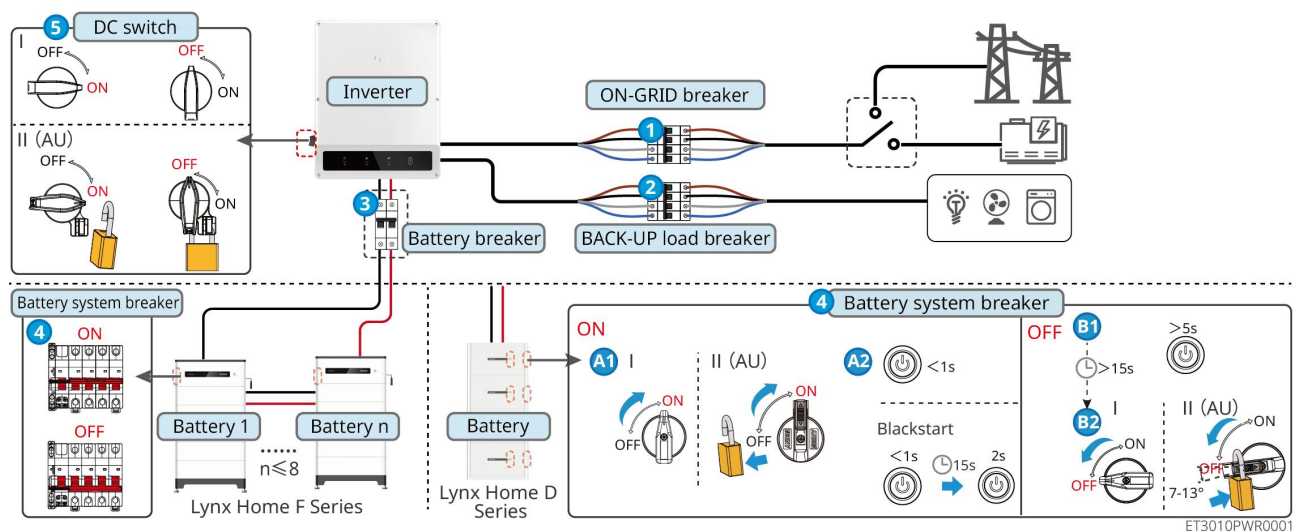 5
DC switch
I
OFF
ON
OFF
ON
II (AU)
OFF
ON
OFF
ON
Inverter
ON-GRID breaker
1
2
BACK-UP load breaker
3
Battery breaker
Battery system breaker
4
ON
OFF
Battery 1
Battery n
n≤8
Lynx Home F Series
Battery
Lynx Home D
Series
4
Battery system breaker
ON
A1
I
ON
OFF
II (AU)
ON
OFF
A2
<1s
Blackstart
<1s
15s
2s
OFF
B1
>5s
>15s
B2
I
ON
OFF
II (AU)
ON
OFF
7-13°
ET3010PWR0001